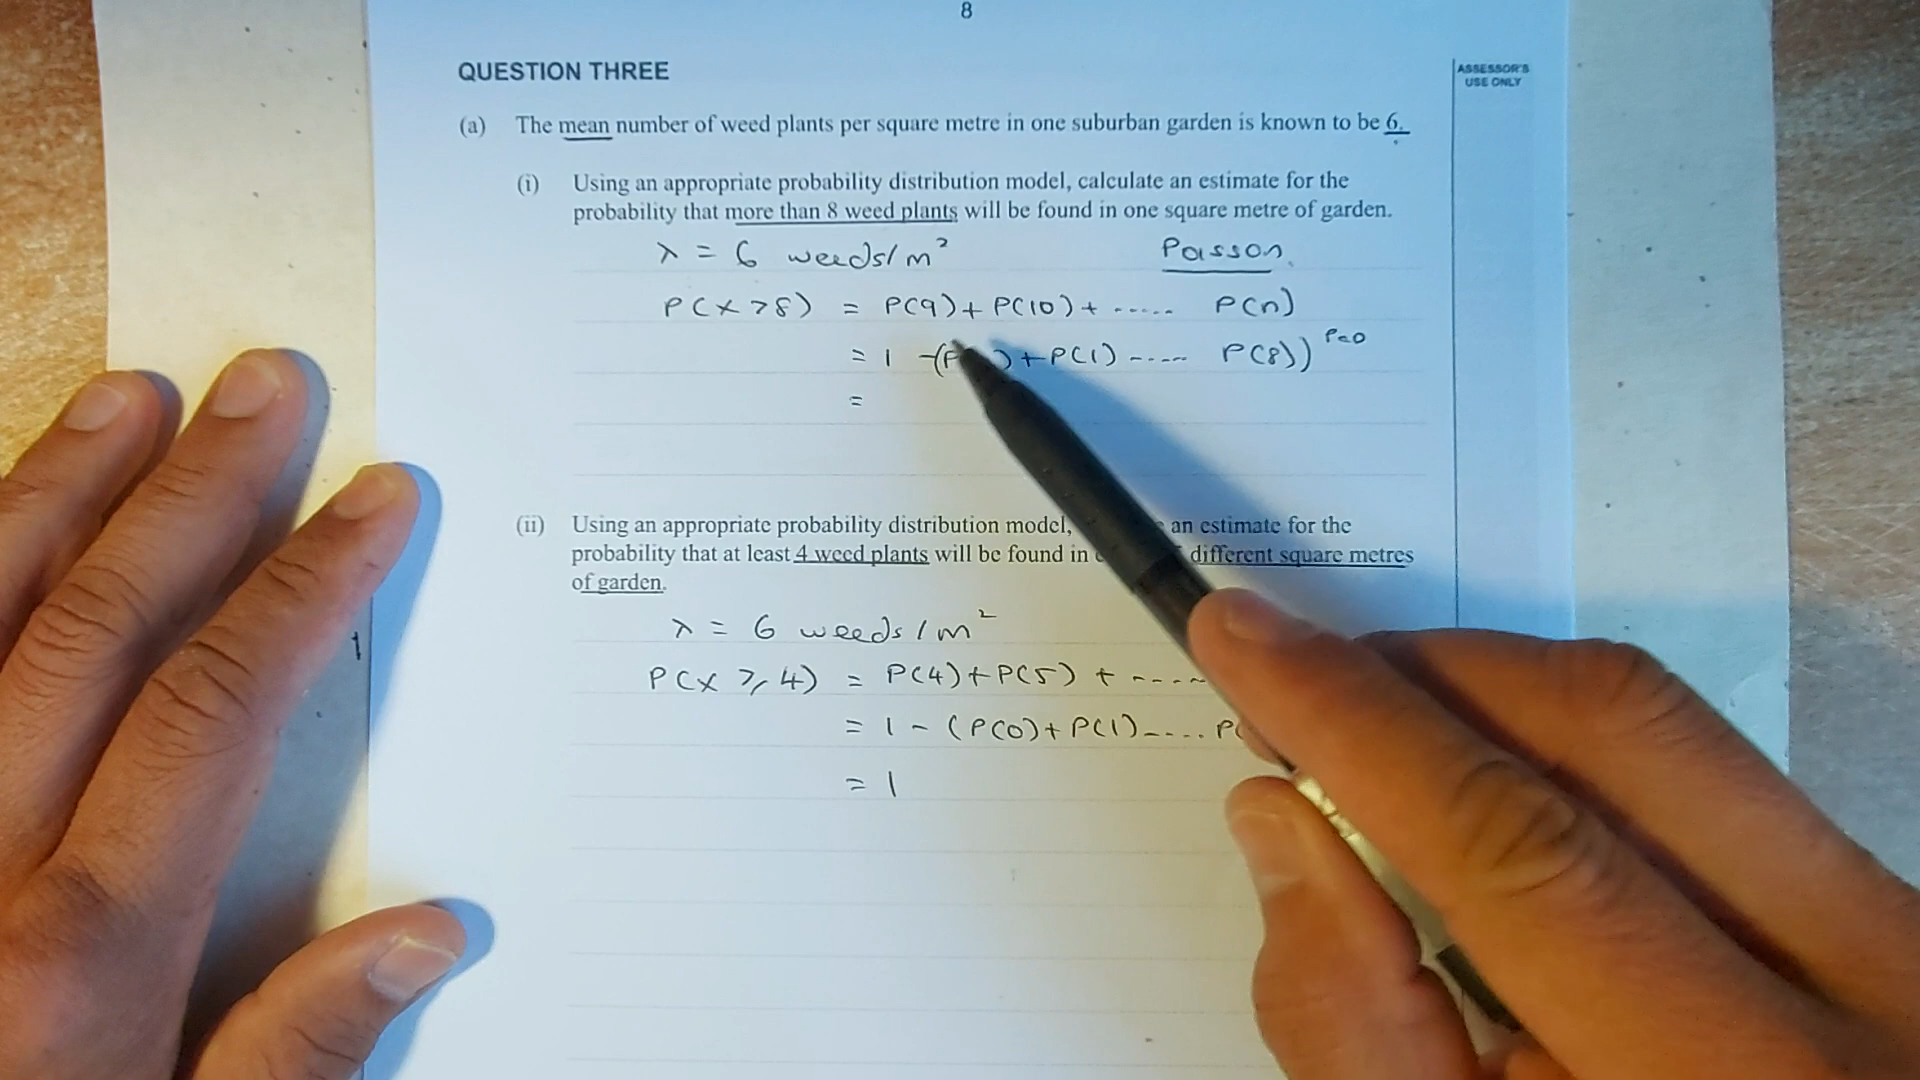 8
QUESTION THREE
ASSESSOR'S
USE ONLY
(a) The mean number of weed plants per square metre in one suburban garden is known to be 6.
(i) Using an appropriate probability distribution model, calculate an estimate for the
probability that more than 8 weed plants will be found in one square metre of garden.
λ = 6 weeds/m² Poisson
P(x > 8) = P(9) + P(10) + ..... P(n)
= 1 -(P ) + P(1) ---- P(8))
=
(ii) Using an appropriate probability distribution model, an estimate for the
probability that at least 4 weed plants will be found in different square metres
of garden.
λ = 6 weeds/m²
1
P(x ≥ 4) = P(4) + P(5) + ----
= 1 - (P(0) + P(1) ---- P(
= 1